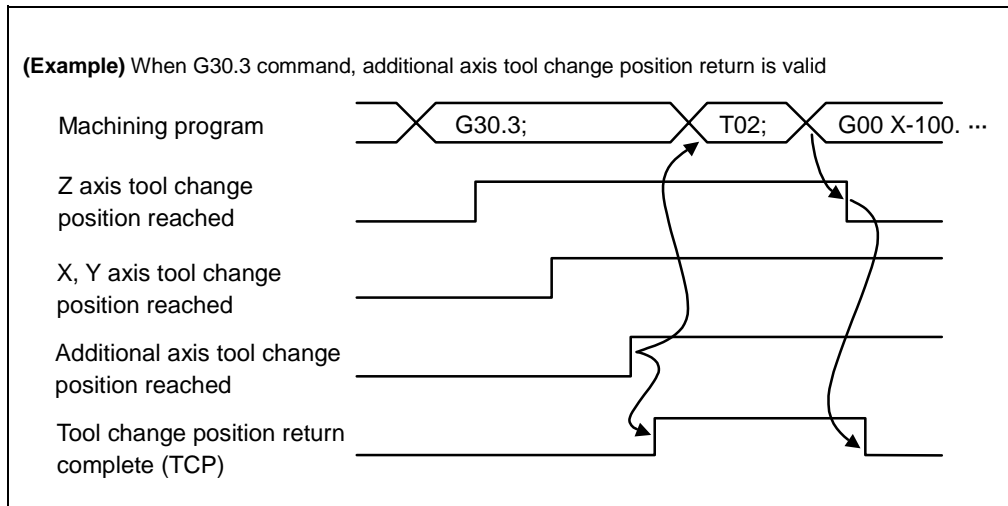 (Example) When G30.3 command, additional axis tool change position return is valid
Machining program
G30.3;
T02;
G00 X-100. ...
Z axis tool change
position reached
X, Y axis tool change
position reached
Additional axis tool change
position reached
Tool change position return
complete (TCP)